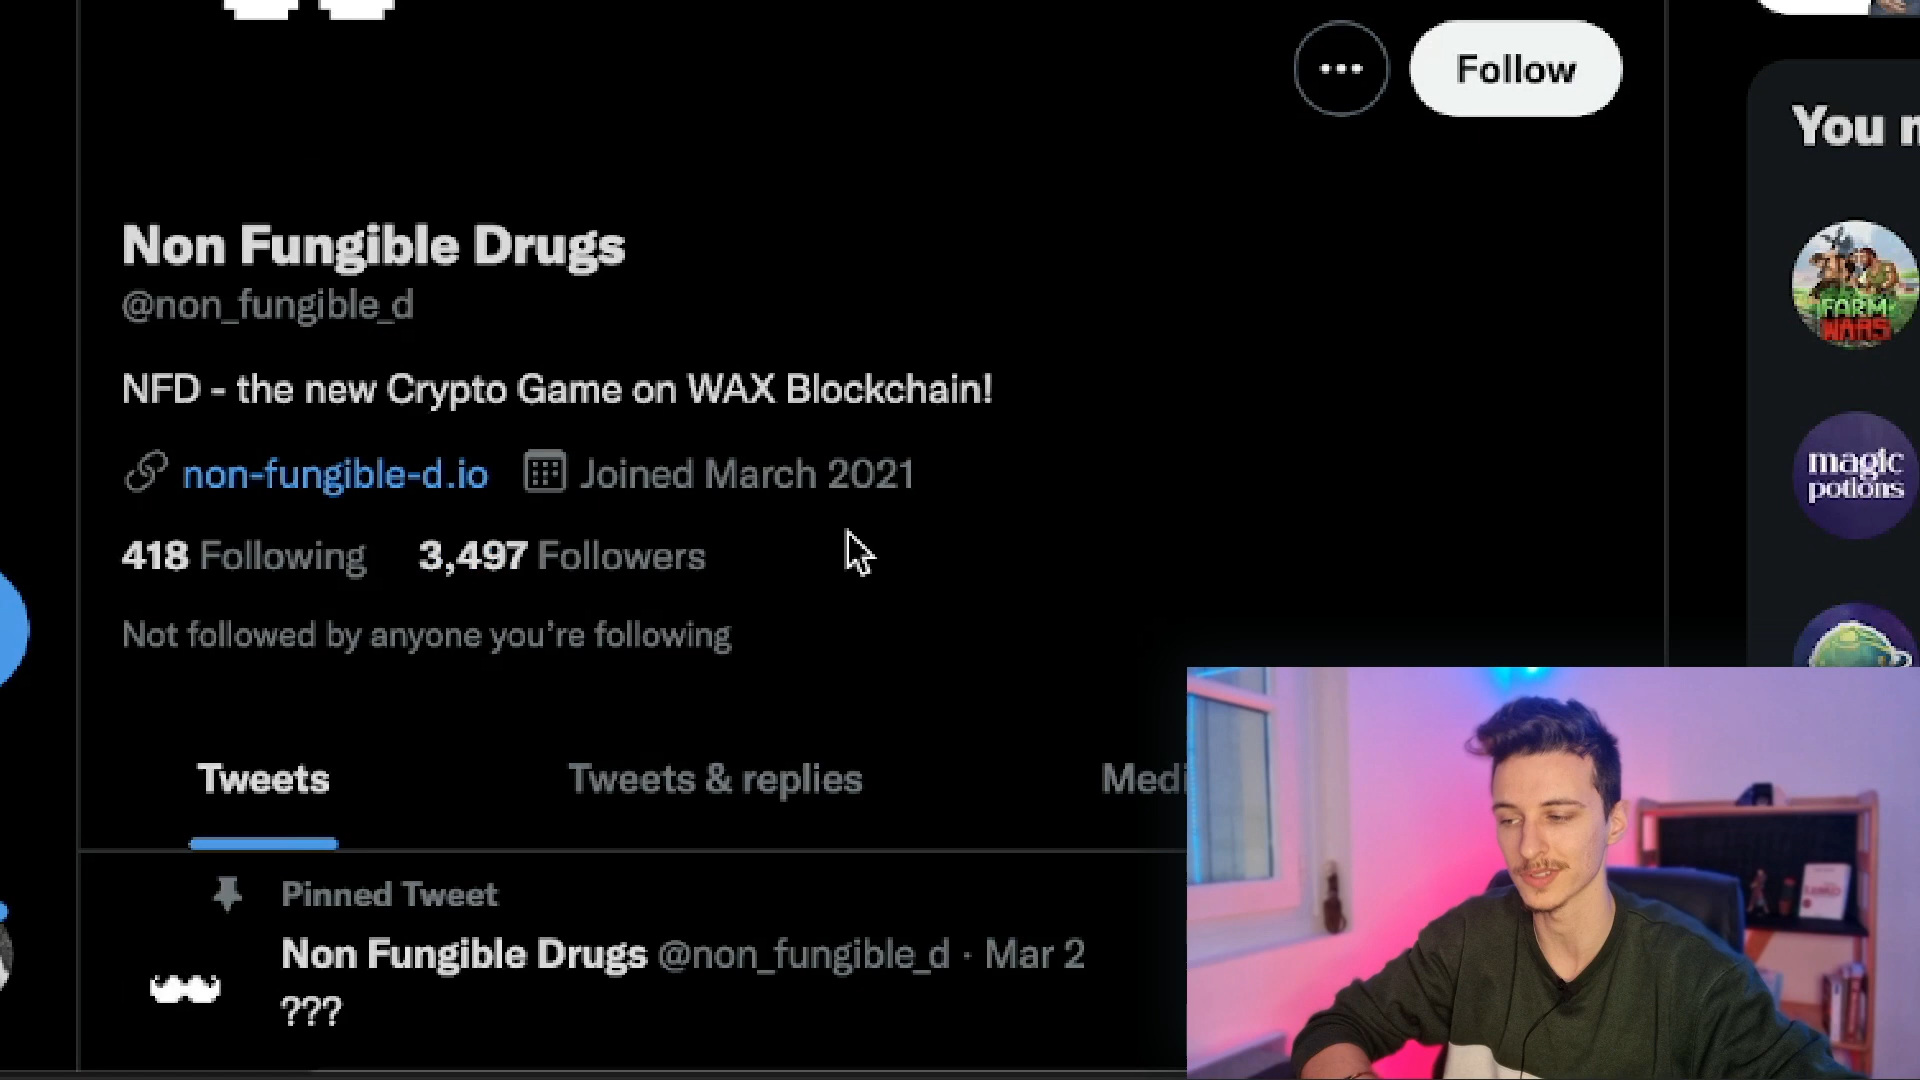 Follow
You
Non Fungible Drugs
@non_fungible_d
NFD - the new Crypto Game on WAX Blockchain!
non-fungible-d.io
Joined March 2021
418 Following
3,497 Followers
Not followed by anyone you're following
FARM
WARS
magic
potions
Tweets
Tweets & replies
Medi
Pinned Tweet
Non Fungible Drugs @non_fungible_d · Mar 2
???